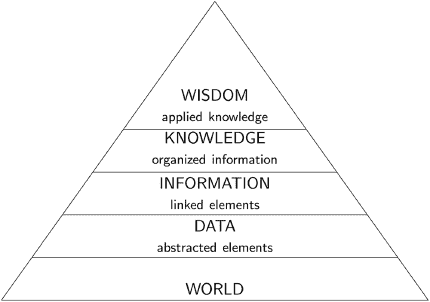 WISDOM
applied knowledge
KNOWLEDGE
organized information
INFORMATION
linked elements
DATA
abstracted elements
WORLD